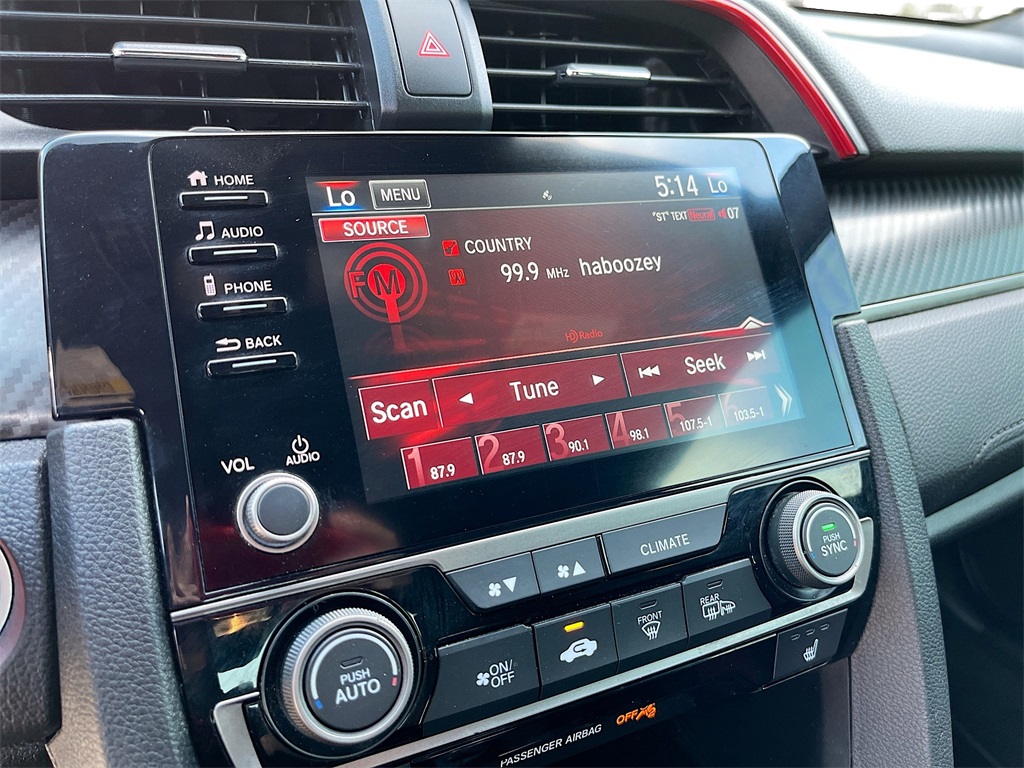 HOME
AUDIO
PHONE
BACK
VOL
AUDIO
Lo MENU 5:14 Lo
SOURCE
"ST" TEXT Neural 07
FM
COUNTRY
99.9 MHz haboozey
HD Radio
Scan Tune Seek
1 87.9 2 87.9 3 90.1 4 98.1 5 107.5-1 103.5-1
CLIMATE
PUSH
SYNC
PUSH
AUTO
ON/
OFF
FRONT
REAR
PASSENGER AIRBAG OFF